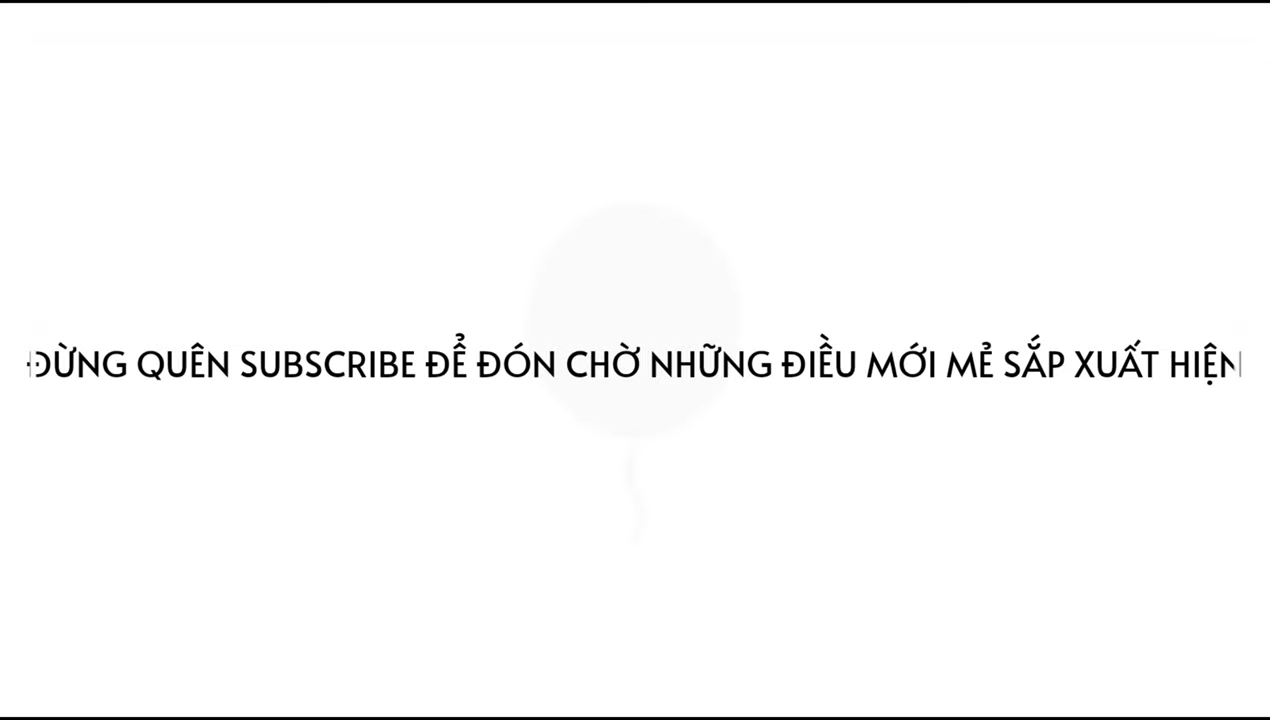 ĐỪNG QUÊN SUBSCRIBE ĐỂ ĐÓN CHỜ NHỮNG ĐIỀU MỚI MẺ SẮP XUẤT HIỆN